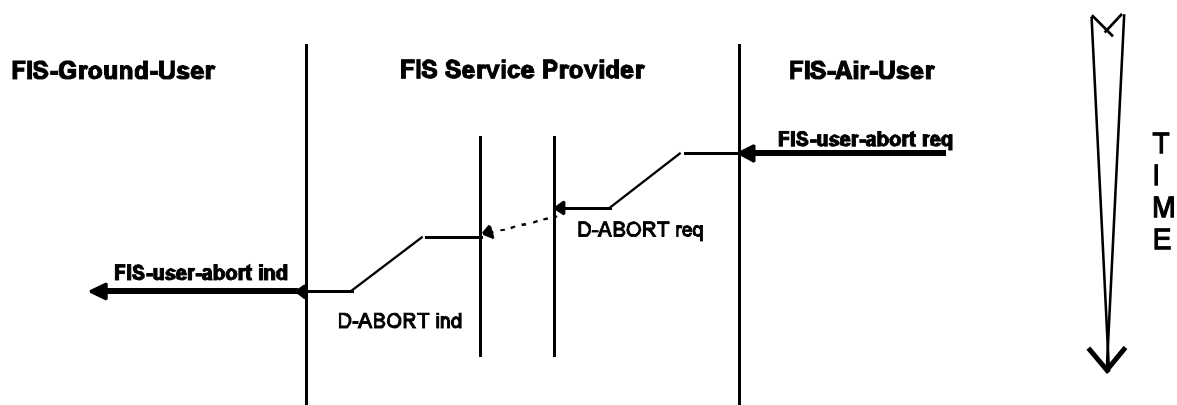 FIS-Ground-User
FIS Service Provider
FIS-Air-User
FIS-user-abort req
D-ABORT req
FIS-user-abort ind
D-ABORT ind
T
I
M
E